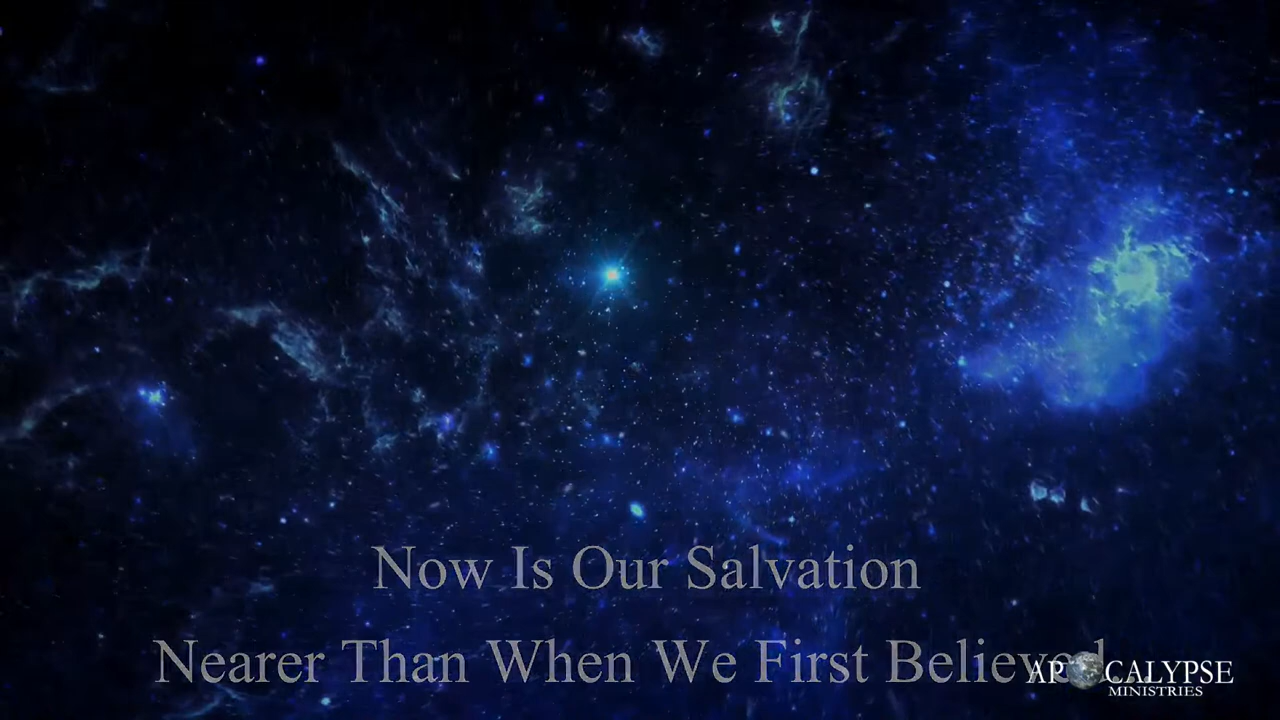 Now Is Our Salvation
Nearer Than When We First Believed
APOCALYPSE
MINISTRIES